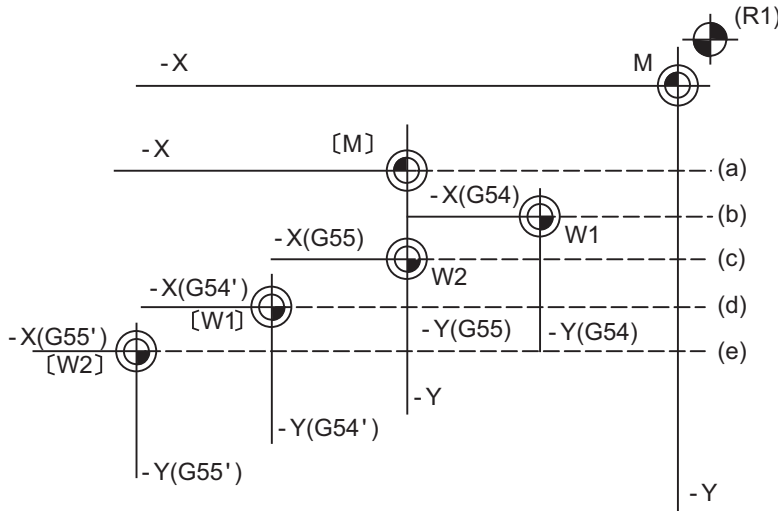 (R1)
- X
M
〔M〕
- X
(a)
- X(G54)
(b)
W1
- X(G55)
(c)
W2
- X(G54')
(d)
〔W1〕
- Y(G55)
- Y(G54)
- X(G55')
(e)
〔W2〕
- Y
- Y(G54')
- Y(G55')
- Y